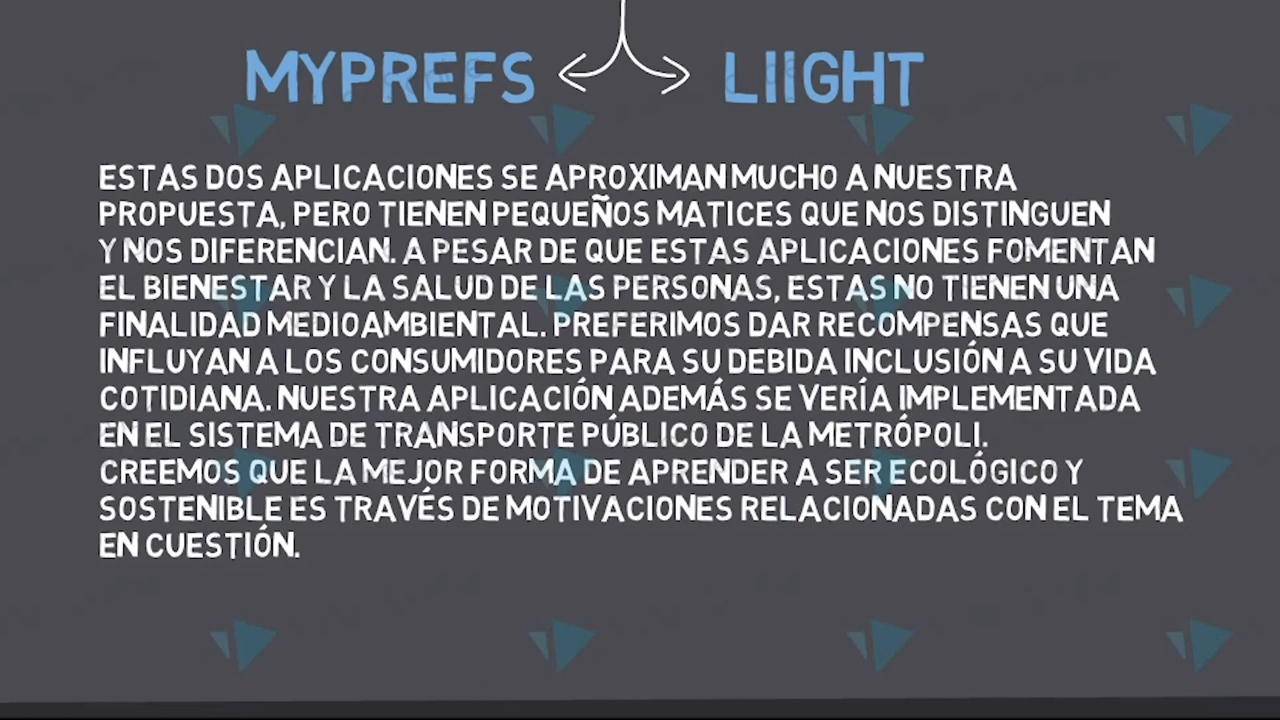 MYPREFS LIIGHT
ESTAS DOS APLICACIONES SE APROXIMAN MUCHO A NUESTRA
PROPUESTA, PERO TIENEN PEQUEÑOS MATICES QUE NOS DISTINGUEN
Y NOS DIFERENCIAN. A PESAR DE QUE ESTAS APLICACIONES FOMENTAN
EL BIENESTAR Y LA SALUD DE LAS PERSONAS, ESTAS NO TIENEN UNA
FINALIDAD MEDIOAMBIENTAL. PREFERIMOS DAR RECOMPENSAS QUE
INFLUYAN A LOS CONSUMIDORES PARA SU DEBIDA INCLUSIÓN A SU VIDA
COTIDIANA. NUESTRA APLICACIÓN ADEMÁS SE VERÍA IMPLEMENTADA
EN EL SISTEMA DE TRANSPORTE PÚBLICO DE LA METRÓPOLI.
CREEMOS QUE LA MEJOR FORMA DE APRENDER A SER ECOLÓGICO Y
SOSTENIBLE ES TRAVÉS DE MOTIVACIONES RELACIONADAS CON EL TEMA
EN CUESTIÓN.